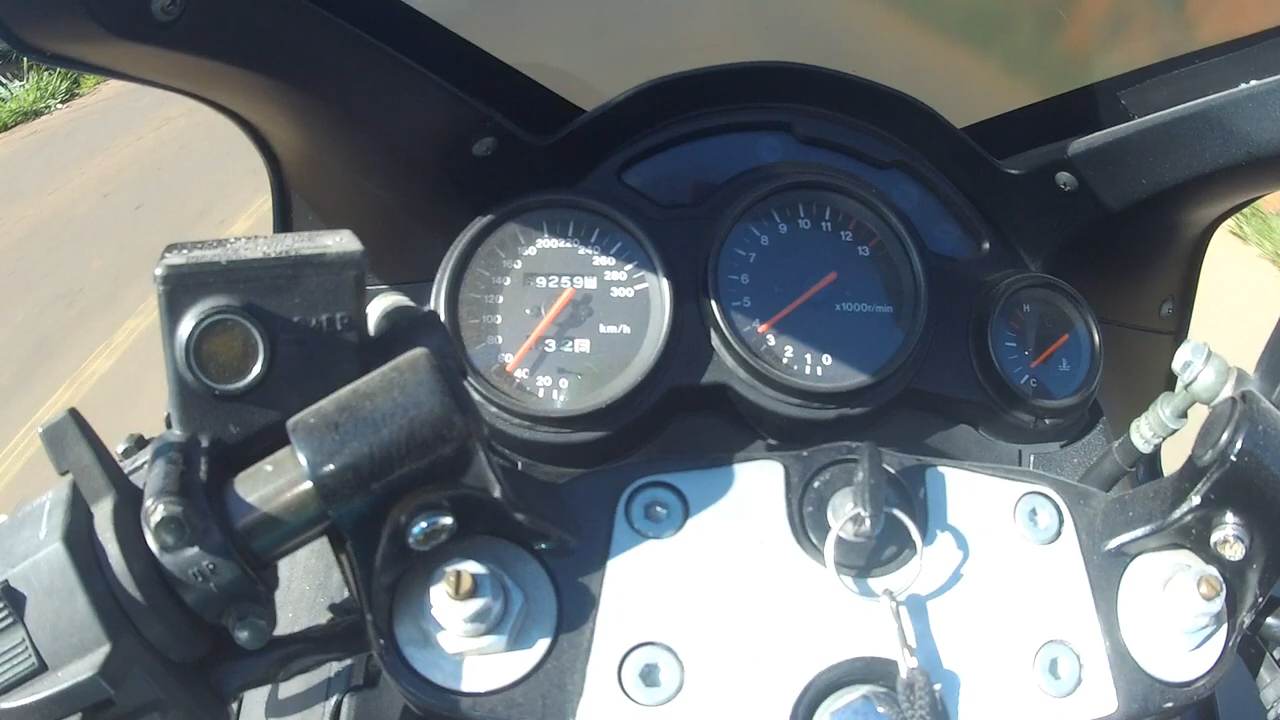 20 40 60 80 100 120 140 160 180 200 220 240 260 280 300
9259
km/h
32
0 1 2 3 4 5 6 7 8 9 10 11 12 13
x1000r/min
H
C
UP